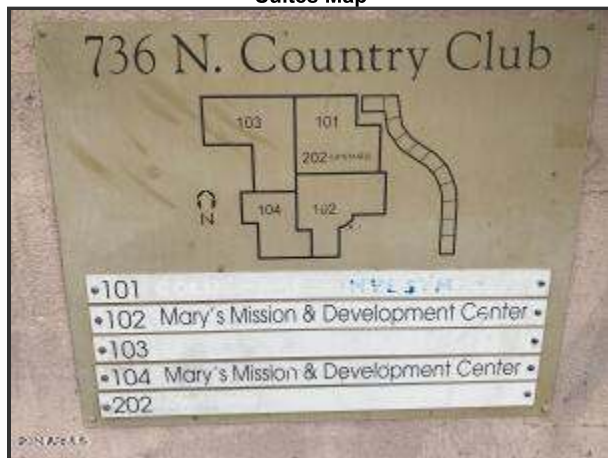 Suites Map
736 N. Country Club
103 101
202
104 102
N
101
102 Mary's Mission & Development Center
103
104 Mary's Mission & Development Center
202